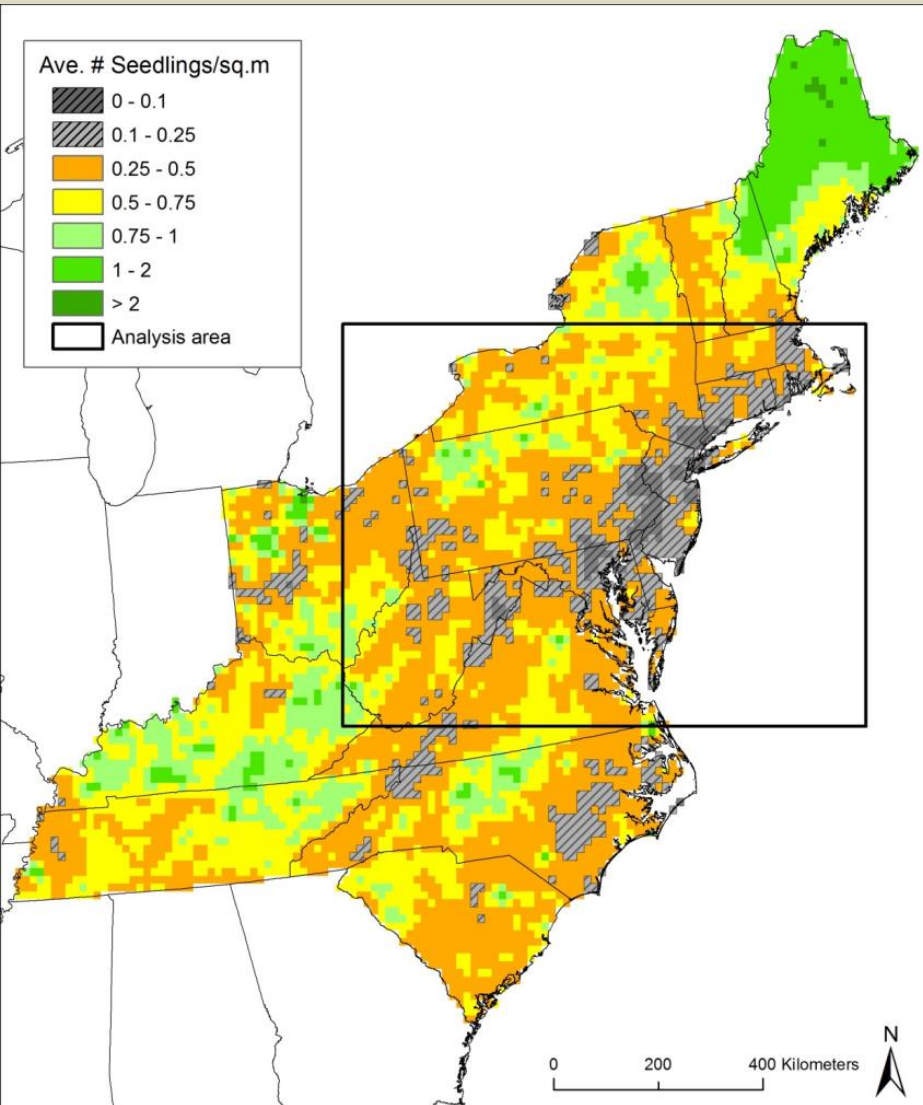 Ave. # Seedlings/sq.m
0 - 0.1
0.1 - 0.25
0.25 - 0.5
0.5 - 0.75
0.75 - 1
1 - 2
> 2
Analysis area
N
0 200 400 Kilometers